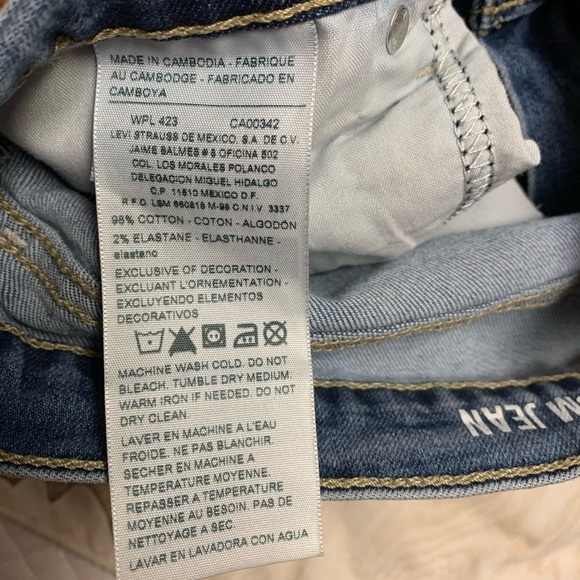 MADE IN CAMBODIA - FABRIQUE
AU CAMBODGE - FABRICADO EN
CAMBOYA
WPL 423 CA00342
LEVI STRAUSS DE MEXICO, S.A. DE C.V.
JAIME BALMES # 8 OFICINA 502
COL. LOS MORALES POLANCO
DELEGACION MIGUEL HIDALGO
C.P. 11510 MEXICO D.F.
R.F.C. LSM 660818 M-98 C.N.I.V. 3337
98% COTTON - COTON - ALGODÓN
2% ELASTANE - ELASTHANNE -
elastano
EXCLUSIVE OF DECORATION -
EXCLUANT L'ORNEMENTATION -
EXCLUYENDO ELEMENTOS
DECORATIVOS
MACHINE WASH COLD. DO NOT
BLEACH. TUMBLE DRY MEDIUM.
WARM IRON IF NEEDED. DO NOT
DRY CLEAN.
LAVER EN MACHINE A L'EAU
FROIDE. NE PAS BLANCHIR.
SECHER EN MACHINE A
TEMPERATURE MOYENNE.
REPASSER A TEMPERATURE
MOYENNE AU BESOIN. PAS DE
NETTOYAGE A SEC.
LAVAR EN LAVADORA CON AGUA
JEAN